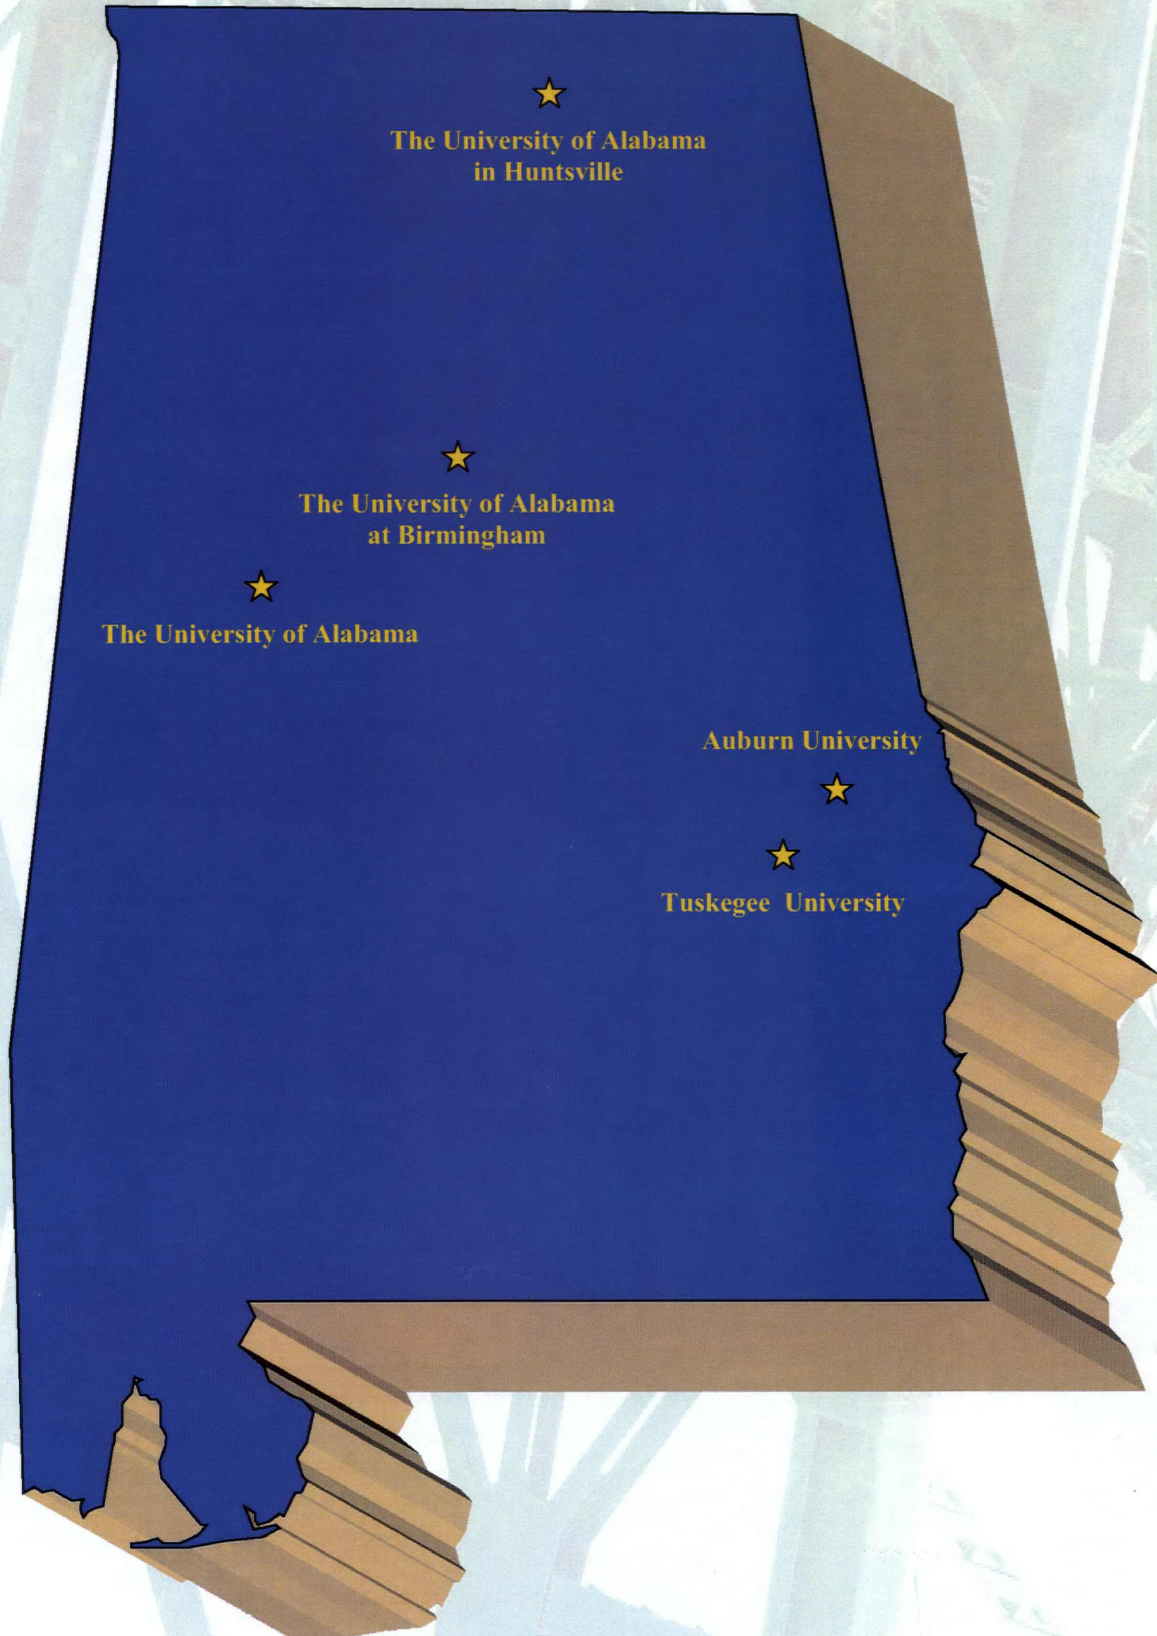 The University of Alabama
in Huntsville
The University of Alabama
at Birmingham
The University of Alabama
Auburn University
Tuskegee  University